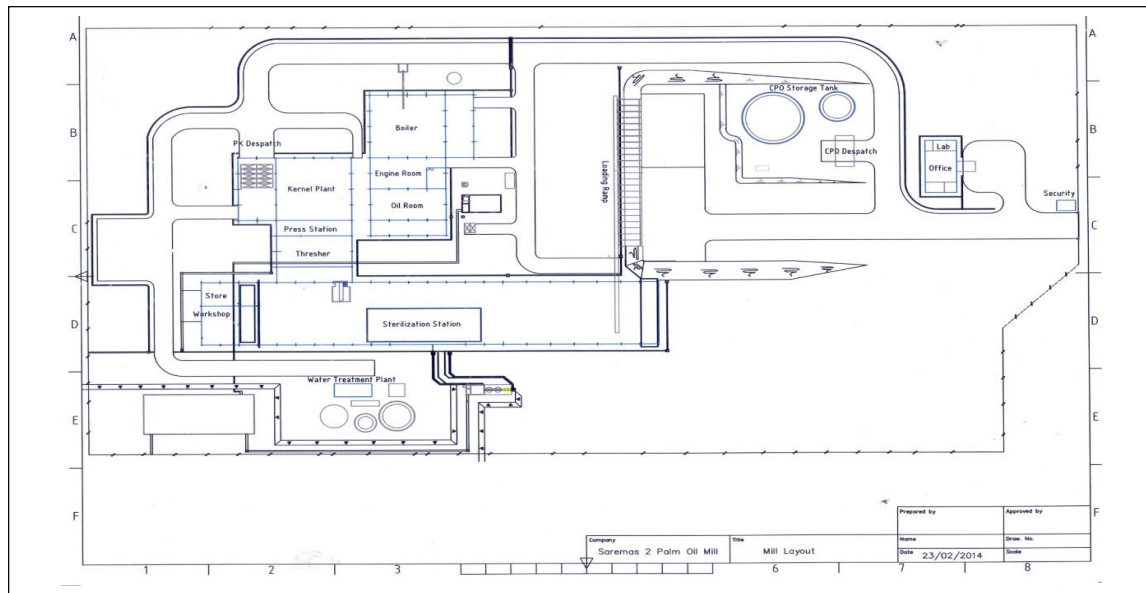 A
A
CPO Storage Tank
B
Boiler
PK Despatch
Lab
B
CPO Despatch
Loading Ramp
Engine Room
Office
Kernel Plant
Security
Oil Room
C
Press Station
C
Thresher
Store
Workshop
Sterilization Station
D
D
Water Treatment Plant
E
E
Prepared by
Approved by
F
F
Company
Saremas 2 Palm Oil Mill
Title
Mill Layout
Name
Draw. No.
Date 23/02/2014
Scale
1 2 3 6 7 8